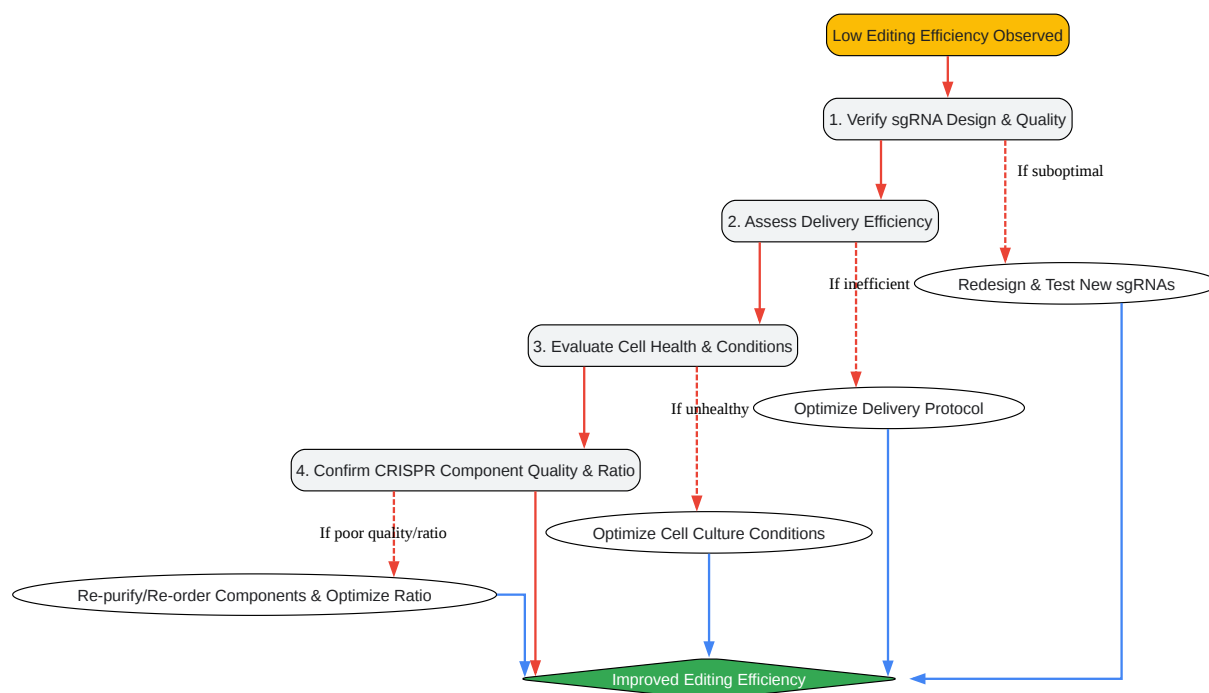 Low Editing Efficiency Observed
1. Verify sgRNA Design & Quality
If suboptimal
2. Assess Delivery Efficiency
If inefficient
Redesign & Test New sgRNAs
3. Evaluate Cell Health & Conditions
If unhealthy
Optimize Delivery Protocol
4. Confirm CRISPR Component Quality & Ratio
If poor quality/ratio
Optimize Cell Culture Conditions
Re-purify/Re-order Components & Optimize Ratio
Improved Editing Efficiency